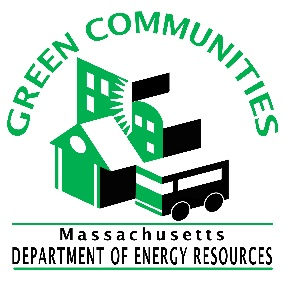 GREEN COMMUNITIES
Massachusetts
DEPARTMENT OF ENERGY RESOURCES